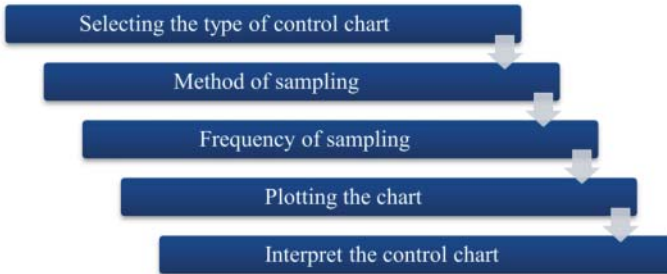 Selecting the type of control chart
Method of sampling
Frequency of sampling
Plotting the chart
Interpret the control chart